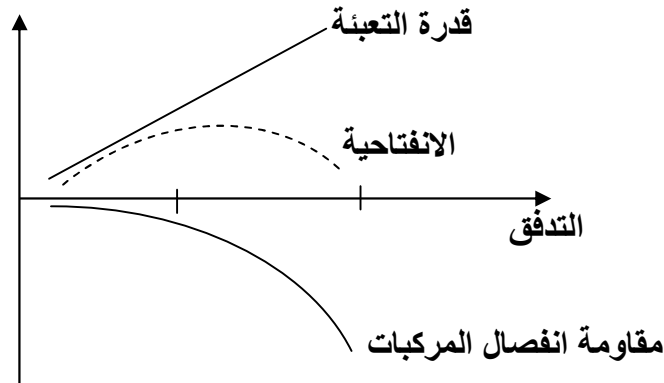 قدرة التعبئة
الانفتاحية
التدفق
مقاومة انفصال المركبات